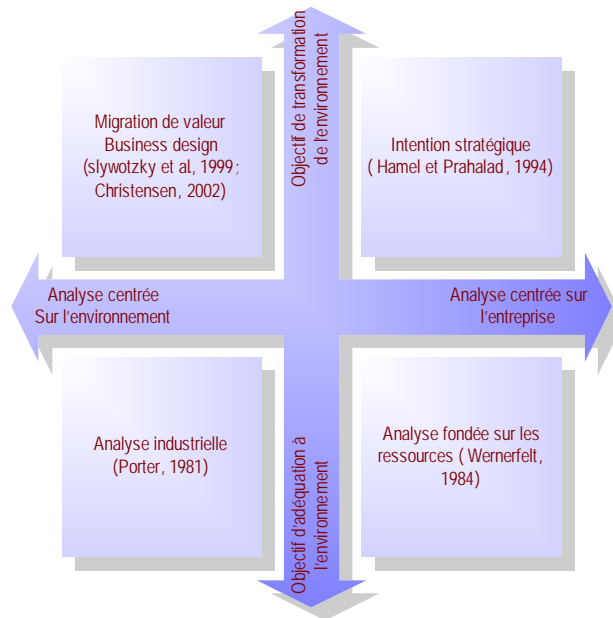 Objectif de transformation
de l'environnement
Migration de valeur
Business design
(slywotzky et al, 1999 ;
Christensen, 2002)
Intention stratégique
( Hamel et Prahalad , 1994)
Analyse centrée
Sur l'environnement
Analyse centrée sur
l'entreprise
Analyse industrielle
(Porter, 1981)
Analyse fondée sur les
ressources ( Wernerfelt,
1984)
Objectif d'adéquation à
l'environnement